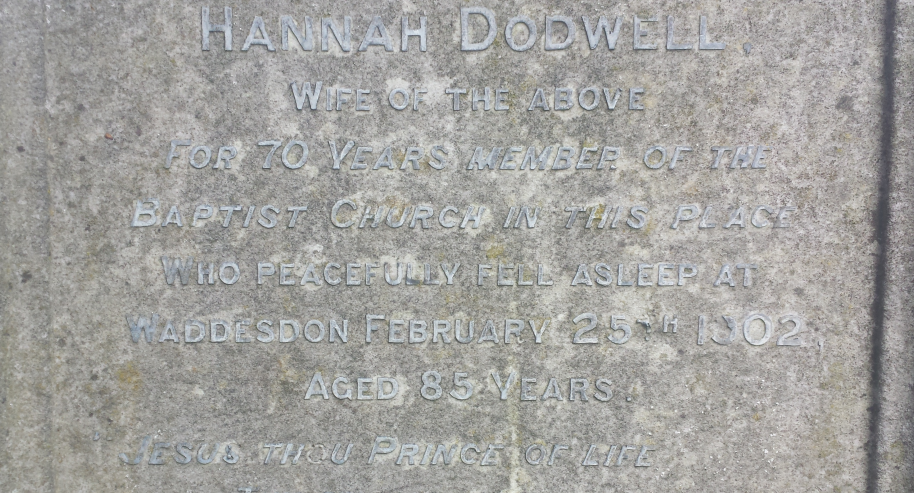 HANNAH DODWELL,
WIFE OF THE ABOVE
FOR 70 YEARS MEMBER OF THE
BAPTIST CHURCH IN THIS PLACE
WHO PEACEFULLY FELL ASLEEP AT
WADDESDON FEBRUARY 25TH 1902.
AGED 85 YEARS.
"JESUS THOU PRINCE OF LIFE